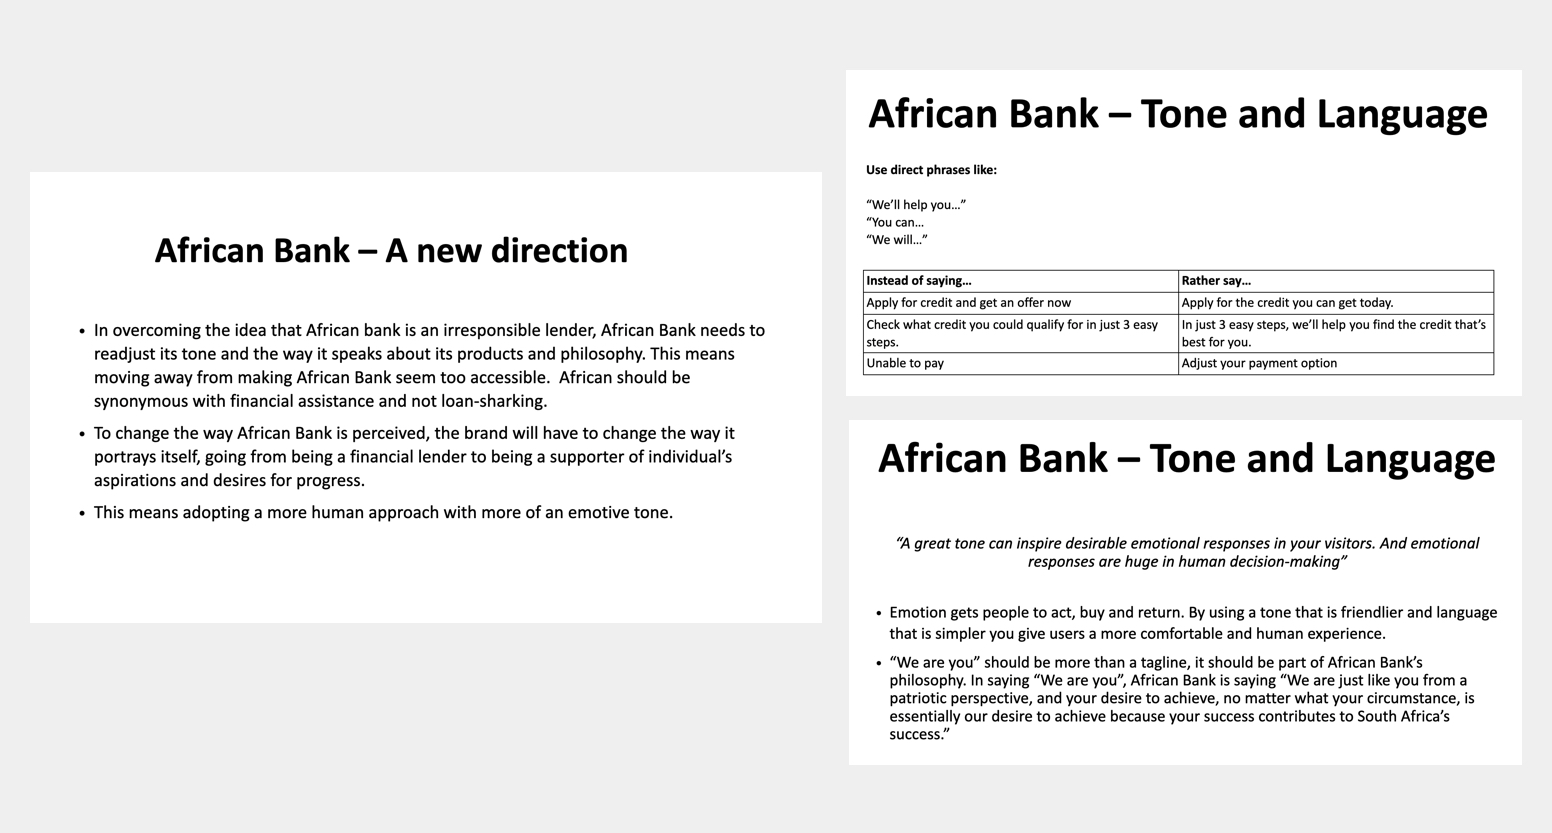 African Bank – A new direction
• In overcoming the idea that African bank is an irresponsible lender, African Bank needs to
readjust its tone and the way it speaks about its products and philosophy. This means
moving away from making African Bank seem too accessible.  African should be
synonymous with financial assistance and not loan-sharking.
• To change the way African Bank is perceived, the brand will have to change the way it
portrays itself, going from being a financial lender to being a supporter of individual’s
aspirations and desires for progress.
• This means adopting a more human approach with more of an emotive tone.
African Bank – Tone and Language
Use direct phrases like:
“We’ll help you…”
“You can…
“We will…”
Instead of saying… Rather say…
Apply for credit and get an offer now Apply for the credit you can get today.
Check what credit you could qualify for in just 3 easy In just 3 easy steps, we’ll help you find the credit that’s
steps. best for you.
Unable to pay Adjust your payment option
African Bank – Tone and Language
“A great tone can inspire desirable emotional responses in your visitors. And emotional
responses are huge in human decision-making”
• Emotion gets people to act, buy and return. By using a tone that is friendlier and language
that is simpler you give users a more comfortable and human experience.
• “We are you” should be more than a tagline, it should be part of African Bank’s
philosophy. In saying “We are you”, African Bank is saying “We are just like you from a
patriotic perspective, and your desire to achieve, no matter what your circumstance, is
essentially our desire to achieve because your success contributes to South Africa’s
success.”